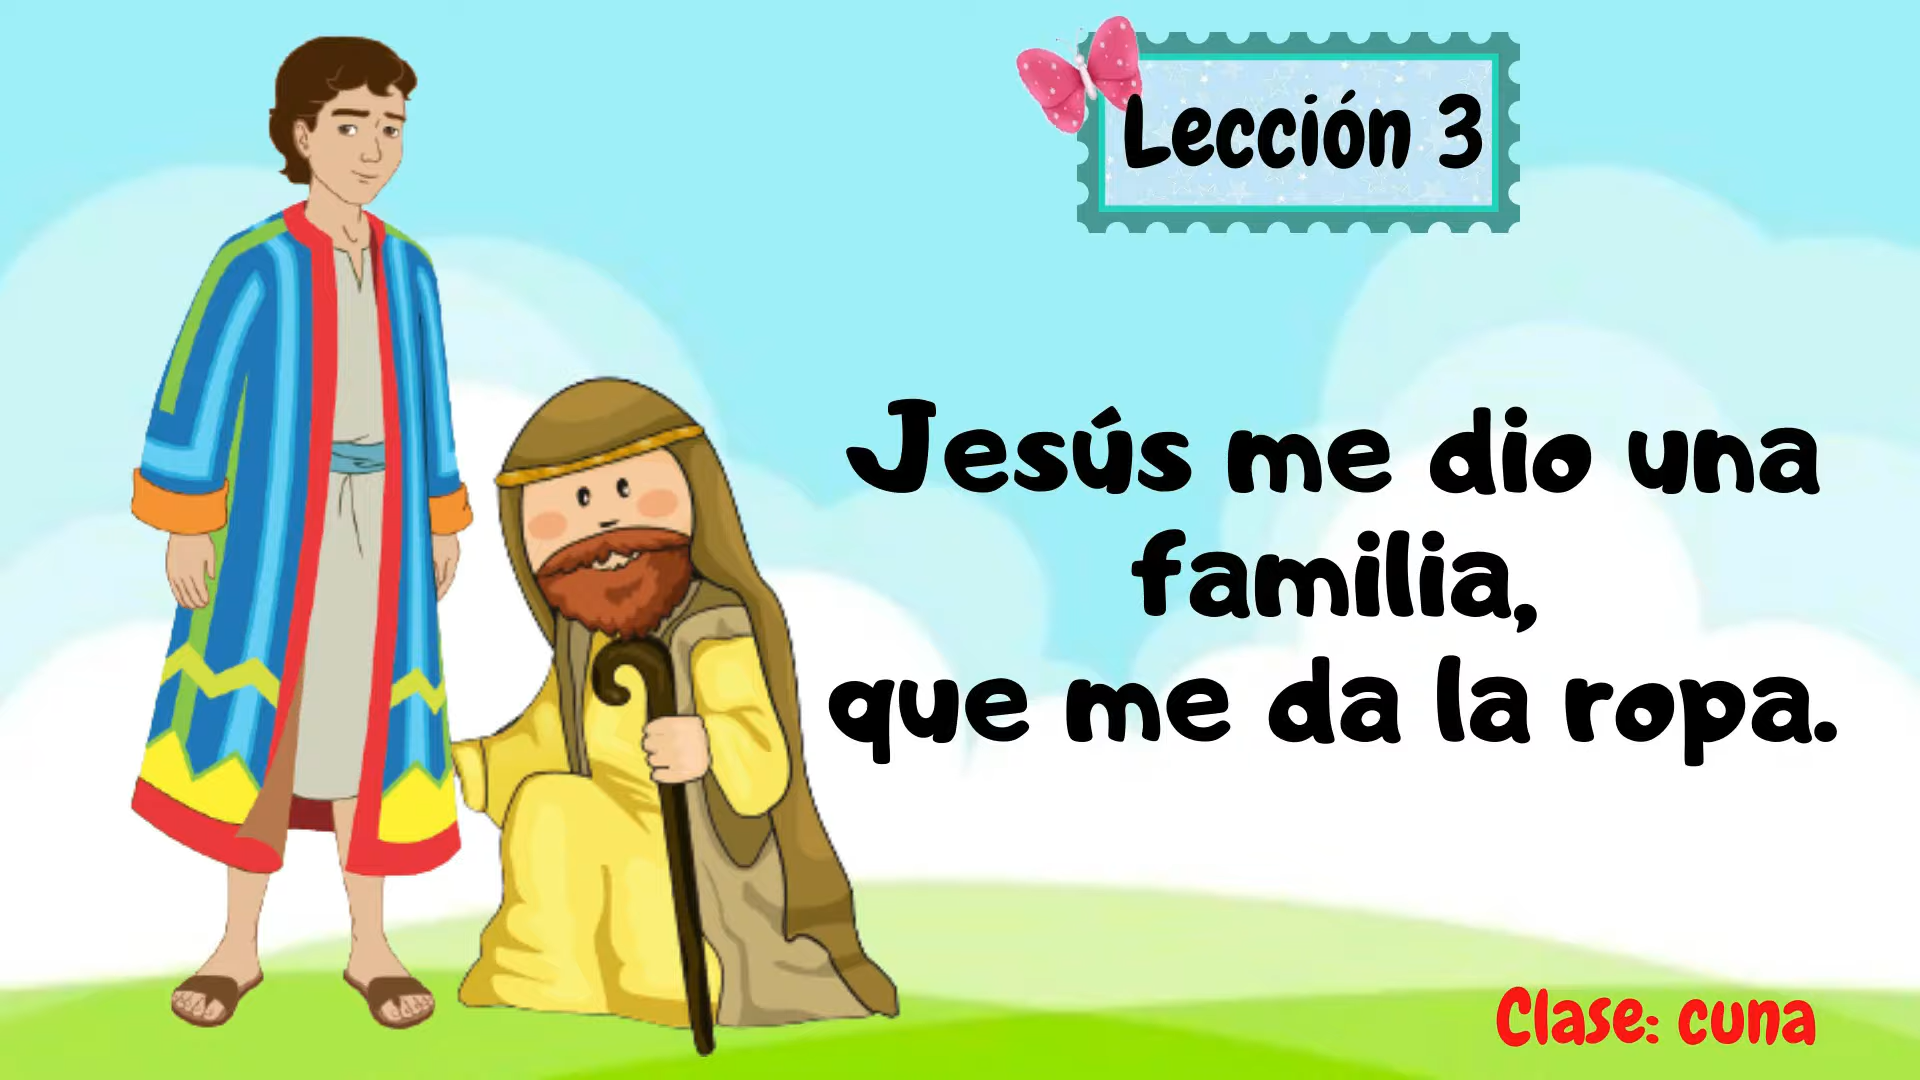 Lección 3
Jesús me dio una
familia,
que me da la ropa.
Clase: cuna